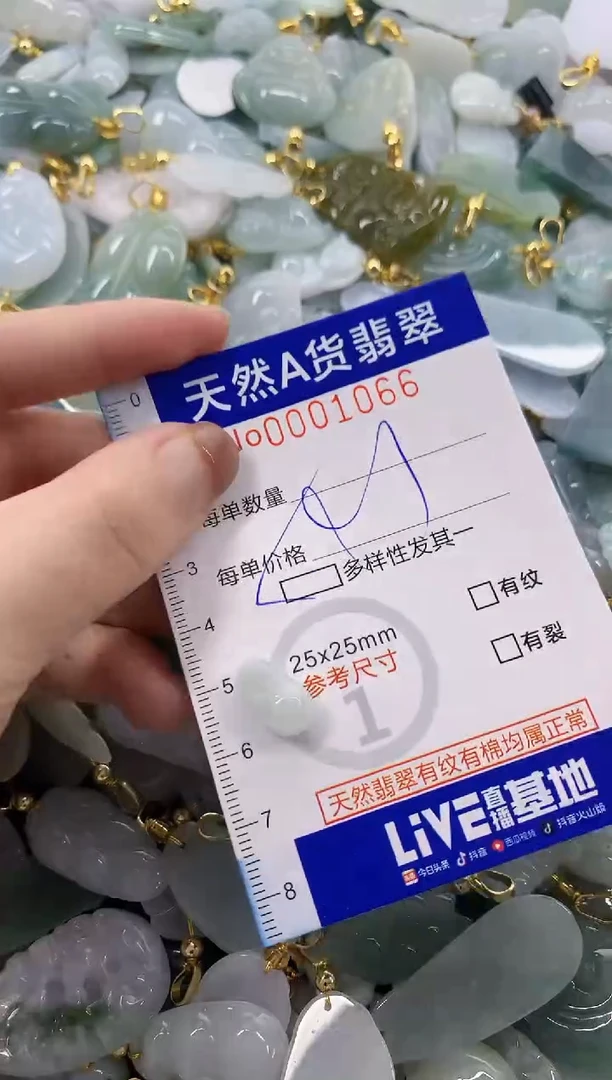 天然A货翡翠
No0001066
每单数量
每单价格
多样性发其一
有纹
25x25mm
参考尺寸
有裂
1
天然翡翠有纹有棉均属正常
LiVE直播基地
今日头条 抖音 西瓜视频 抖音火山版
0
3
4
5
6
7
8